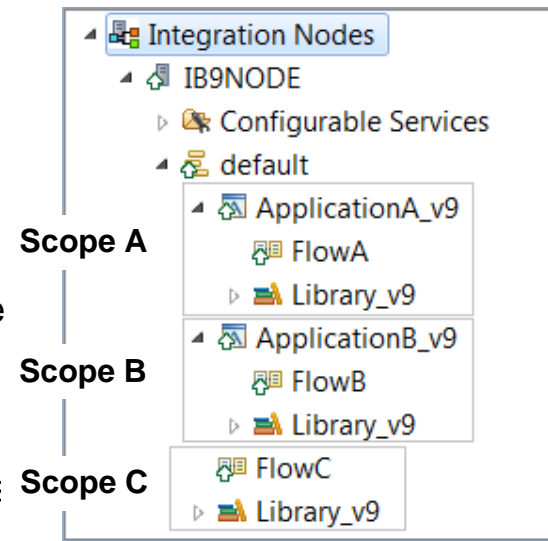 Integration Nodes
IB9NODE
Configurable Services
default
ApplicationA_v9
Scope A
FlowA
Library_v9
e
ApplicationB_v9
Scope B
FlowB
Library_v9
Scope C
FlowC
Library_v9